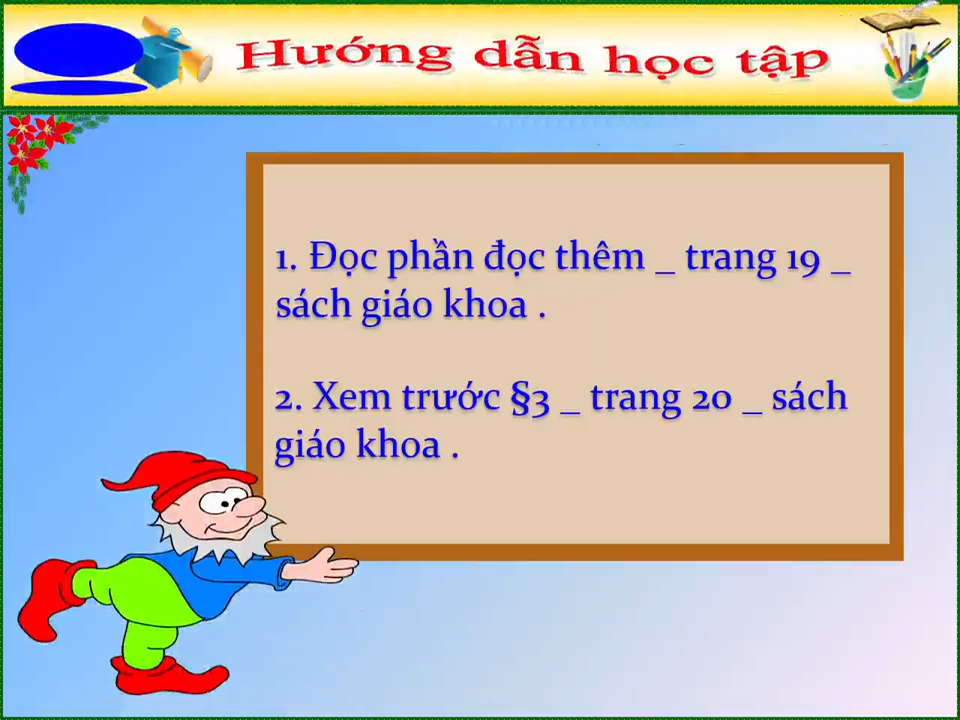 Hướng dẫn học tập
1. Đọc phần đọc thêm _ trang 19 _
sách giáo khoa .
2. Xem trước §3 _ trang 20 _ sách
giáo khoa .